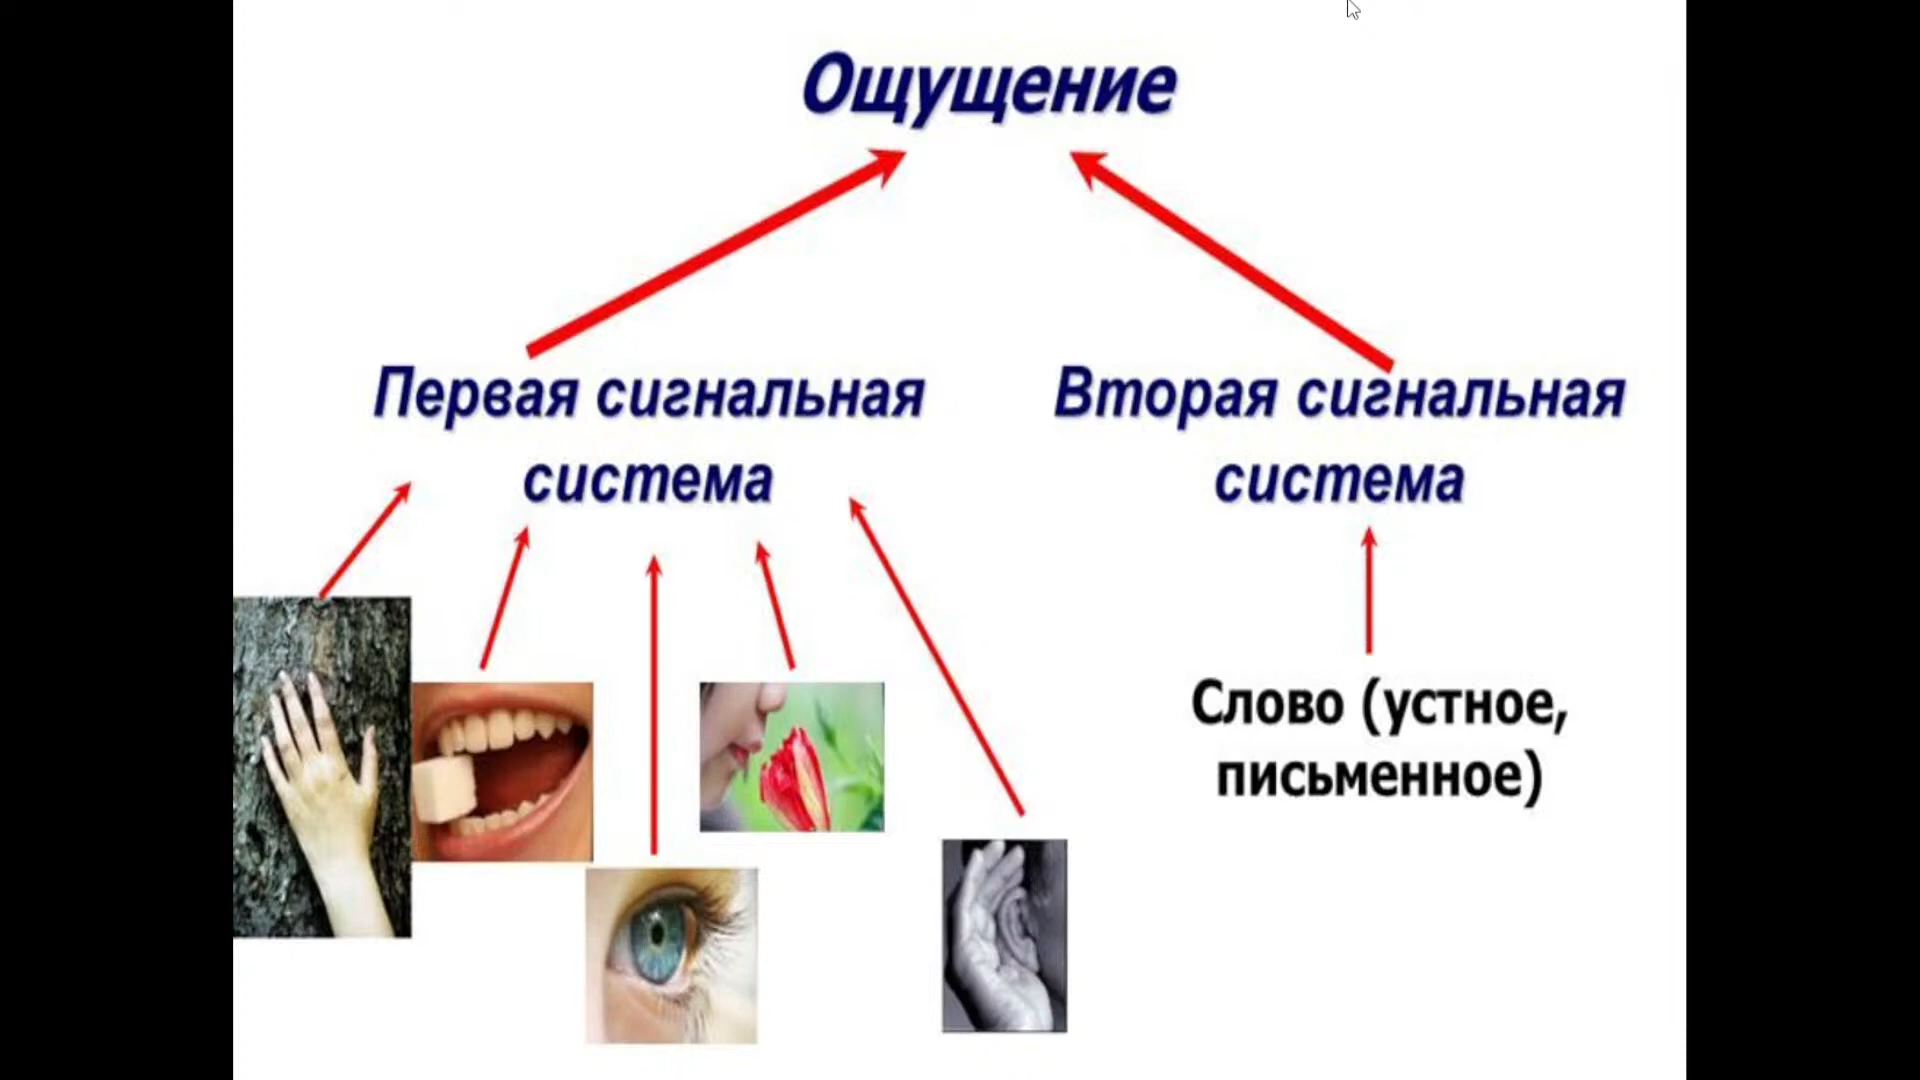 Ощущение
Первая сигнальная
система
Вторая сигнальная
система
Слово (устное,
письменное)